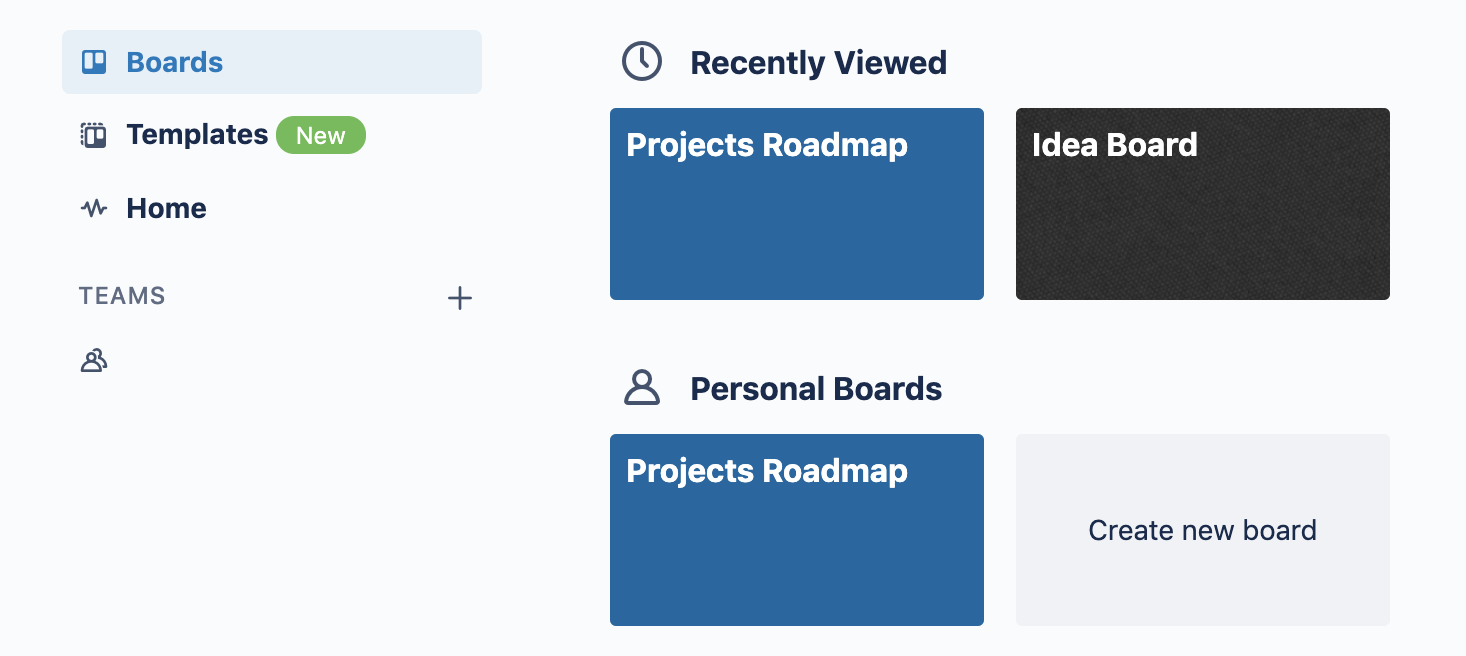 Boards
Templates New
Home
TEAMS
Recently Viewed
Projects Roadmap
Idea Board
Personal Boards
Projects Roadmap
Create new board